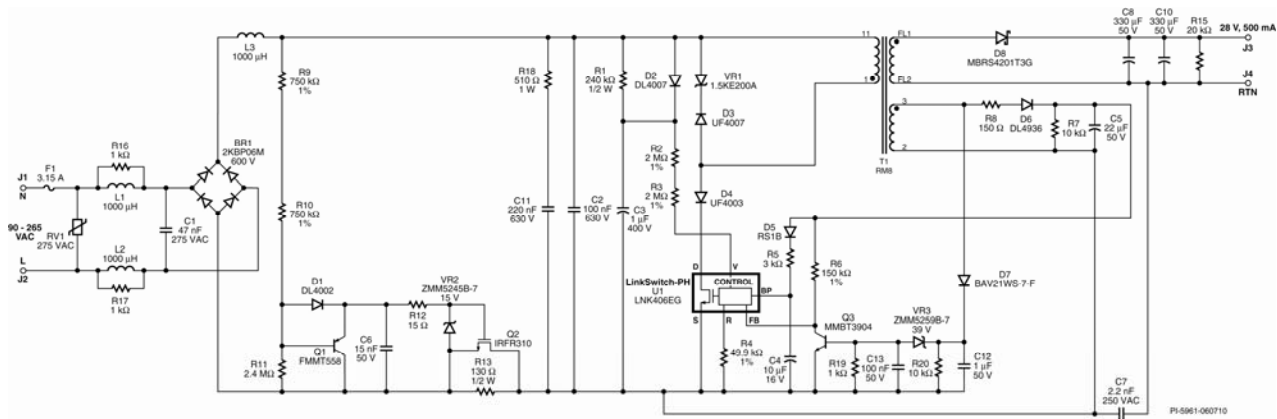 L3
1000 µH
R9
750 kΩ
1%
R16
1 kΩ
F1
3.15 A
J1
N
L1
1000 µH
BR1
2KBP06M
600 V
90 - 265
VAC
RV1
275 VAC
C1
47 nF
275 VAC
L
J2
L2
1000 µH
R17
1 kΩ
R10
750 kΩ
1%
D1
DL4002
R11
2.4 MΩ
Q1
FMMT558
C6
15 nF
50 V
R12
15 Ω
VR2
ZMM5245B-7
15 V
Q2
IRFR310
R13
130 Ω
1/2 W
R18
510 Ω
1 W
C11
220 nF
630 V
C2
100 nF
630 V
R1
240 kΩ
1/2 W
C3
1 µF
400 V
D2
DL4007
R2
2 MΩ
1%
R3
2 MΩ
1%
VR1
1.5KE200A
D3
UF4007
D4
UF4003
LinkSwitch-PH
U1
LNK406EG
D
V
CONTROL
BP
S
R
FB
R4
49.9 kΩ
1%
D5
RS1B
R5
3 kΩ
C4
10 µF
16 V
R6
150 kΩ
1%
Q3
MMBT3904
R19
1 kΩ
C13
100 nF
50 V
VR3
ZMM5259B-7
39 V
R20
10 kΩ
C12
1 µF
50 V
D7
BAV21WS-7-F
11
1
FL1
FL2
3
2
T1
RM8
D8
MBRS4201T3G
R8
150 Ω
D6
DL4936
R7
10 kΩ
C5
22 µF
50 V
C8
330 µF
50 V
C10
330 µF
50 V
R15
20 kΩ
28 V, 500 mA
J3
J4
RTN
C7
2.2 nF
250 VAC
PI-5961-060710